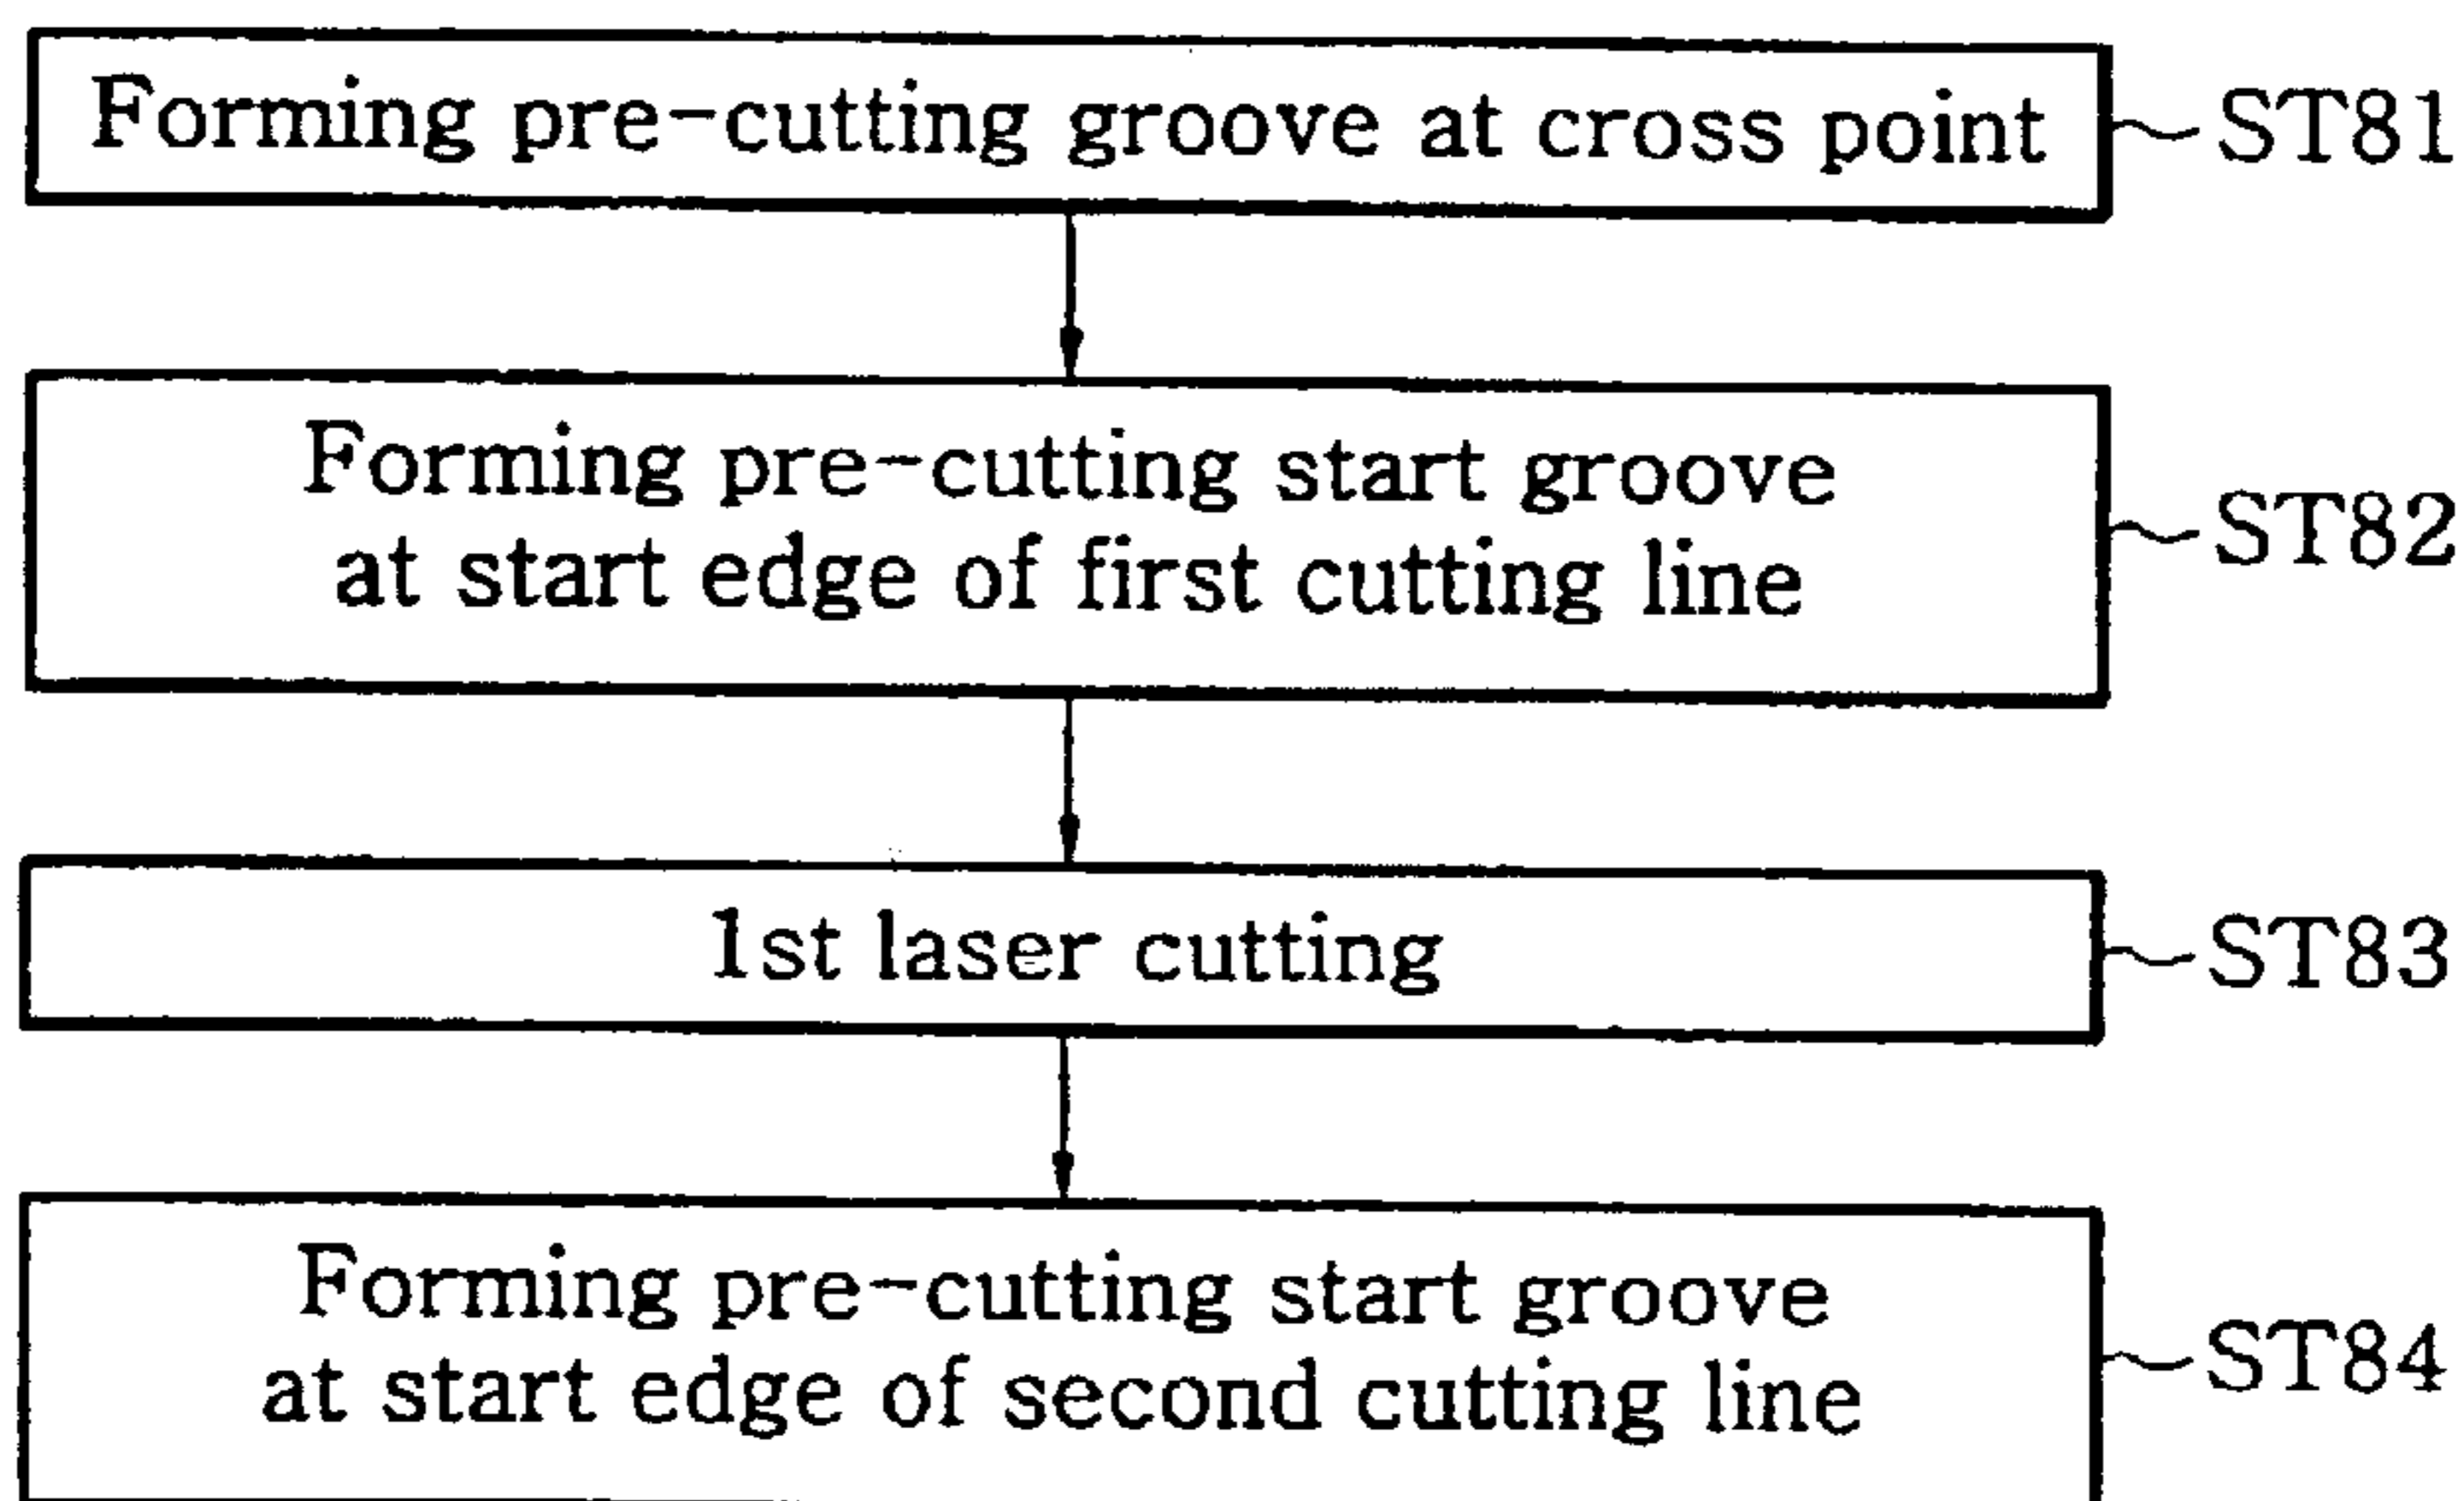 Forming pre-cutting groove at cross point
ST81
Forming pre-cutting start groove
at start edge of first cutting line
ST82
1st laser cutting
ST83
Forming pre-cutting start groove
at start edge of second cutting line
ST84